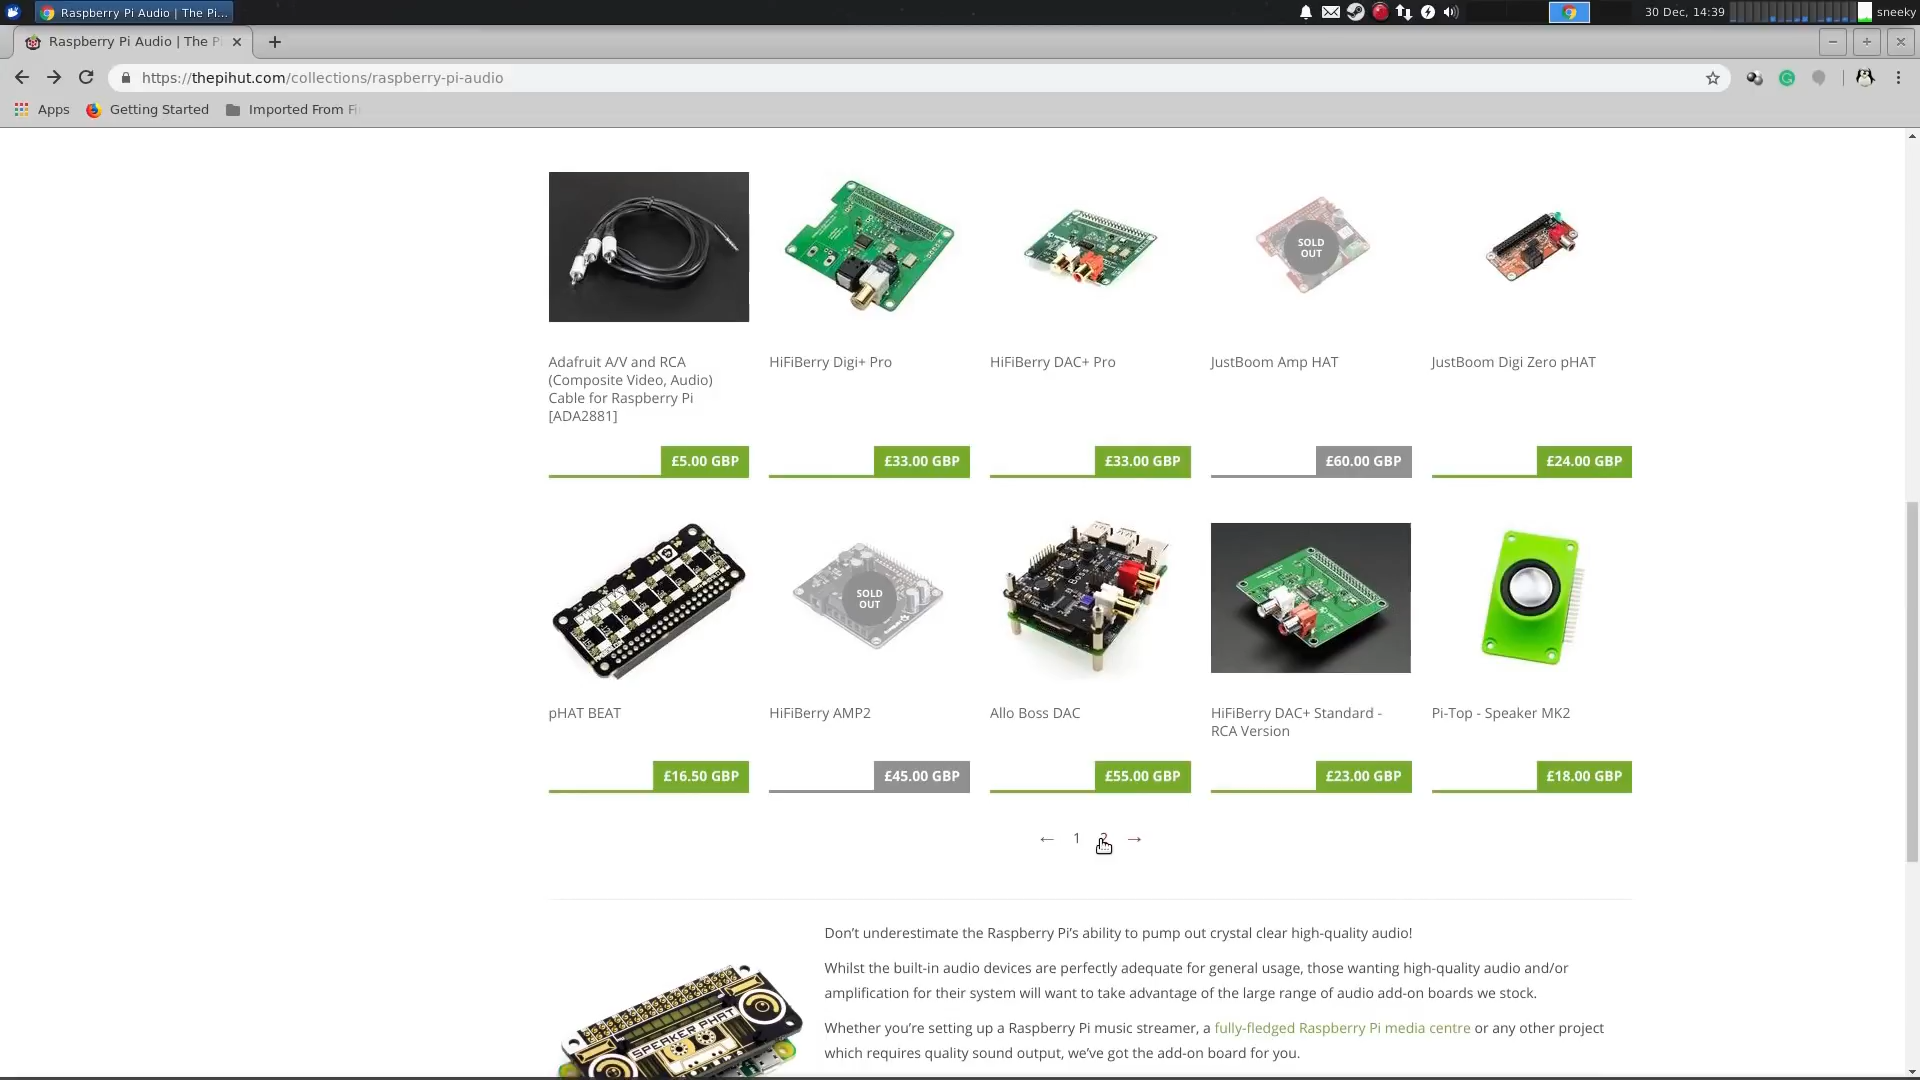 Raspberry Pi Audio | The Pi...
30 Dec, 14:39
sneeky
Raspberry Pi Audio | The P
https://thepihut.com/collections/raspberry-pi-audio
Apps
Getting Started
Imported From Fi
SOLD
OUT
Adafruit A/V and RCA
(Composite Video, Audio)
Cable for Raspberry Pi
[ADA2881]
HiFiBerry Digi+ Pro
HiFiBerry DAC+ Pro
JustBoom Amp HAT
JustBoom Digi Zero pHAT
£5.00 GBP
£33.00 GBP
£33.00 GBP
£60.00 GBP
£24.00 GBP
SOLD
OUT
Boss
pHAT BEAT
HiFiBerry AMP2
Allo Boss DAC
HiFiBerry DAC+ Standard -
RCA Version
Pi-Top - Speaker MK2
£16.50 GBP
£45.00 GBP
£55.00 GBP
£23.00 GBP
£18.00 GBP
← 1 2 →
Don’t underestimate the Raspberry Pi’s ability to pump out crystal clear high-quality audio!
Whilst the built-in audio devices are perfectly adequate for general usage, those wanting high-quality audio and/or
amplification for their system will want to take advantage of the large range of audio add-on boards we stock.
Whether you’re setting up a Raspberry Pi music streamer, a fully-fledged Raspberry Pi media centre or any other project
which requires quality sound output, we’ve got the add-on board for you.
SPEAKER PHAT